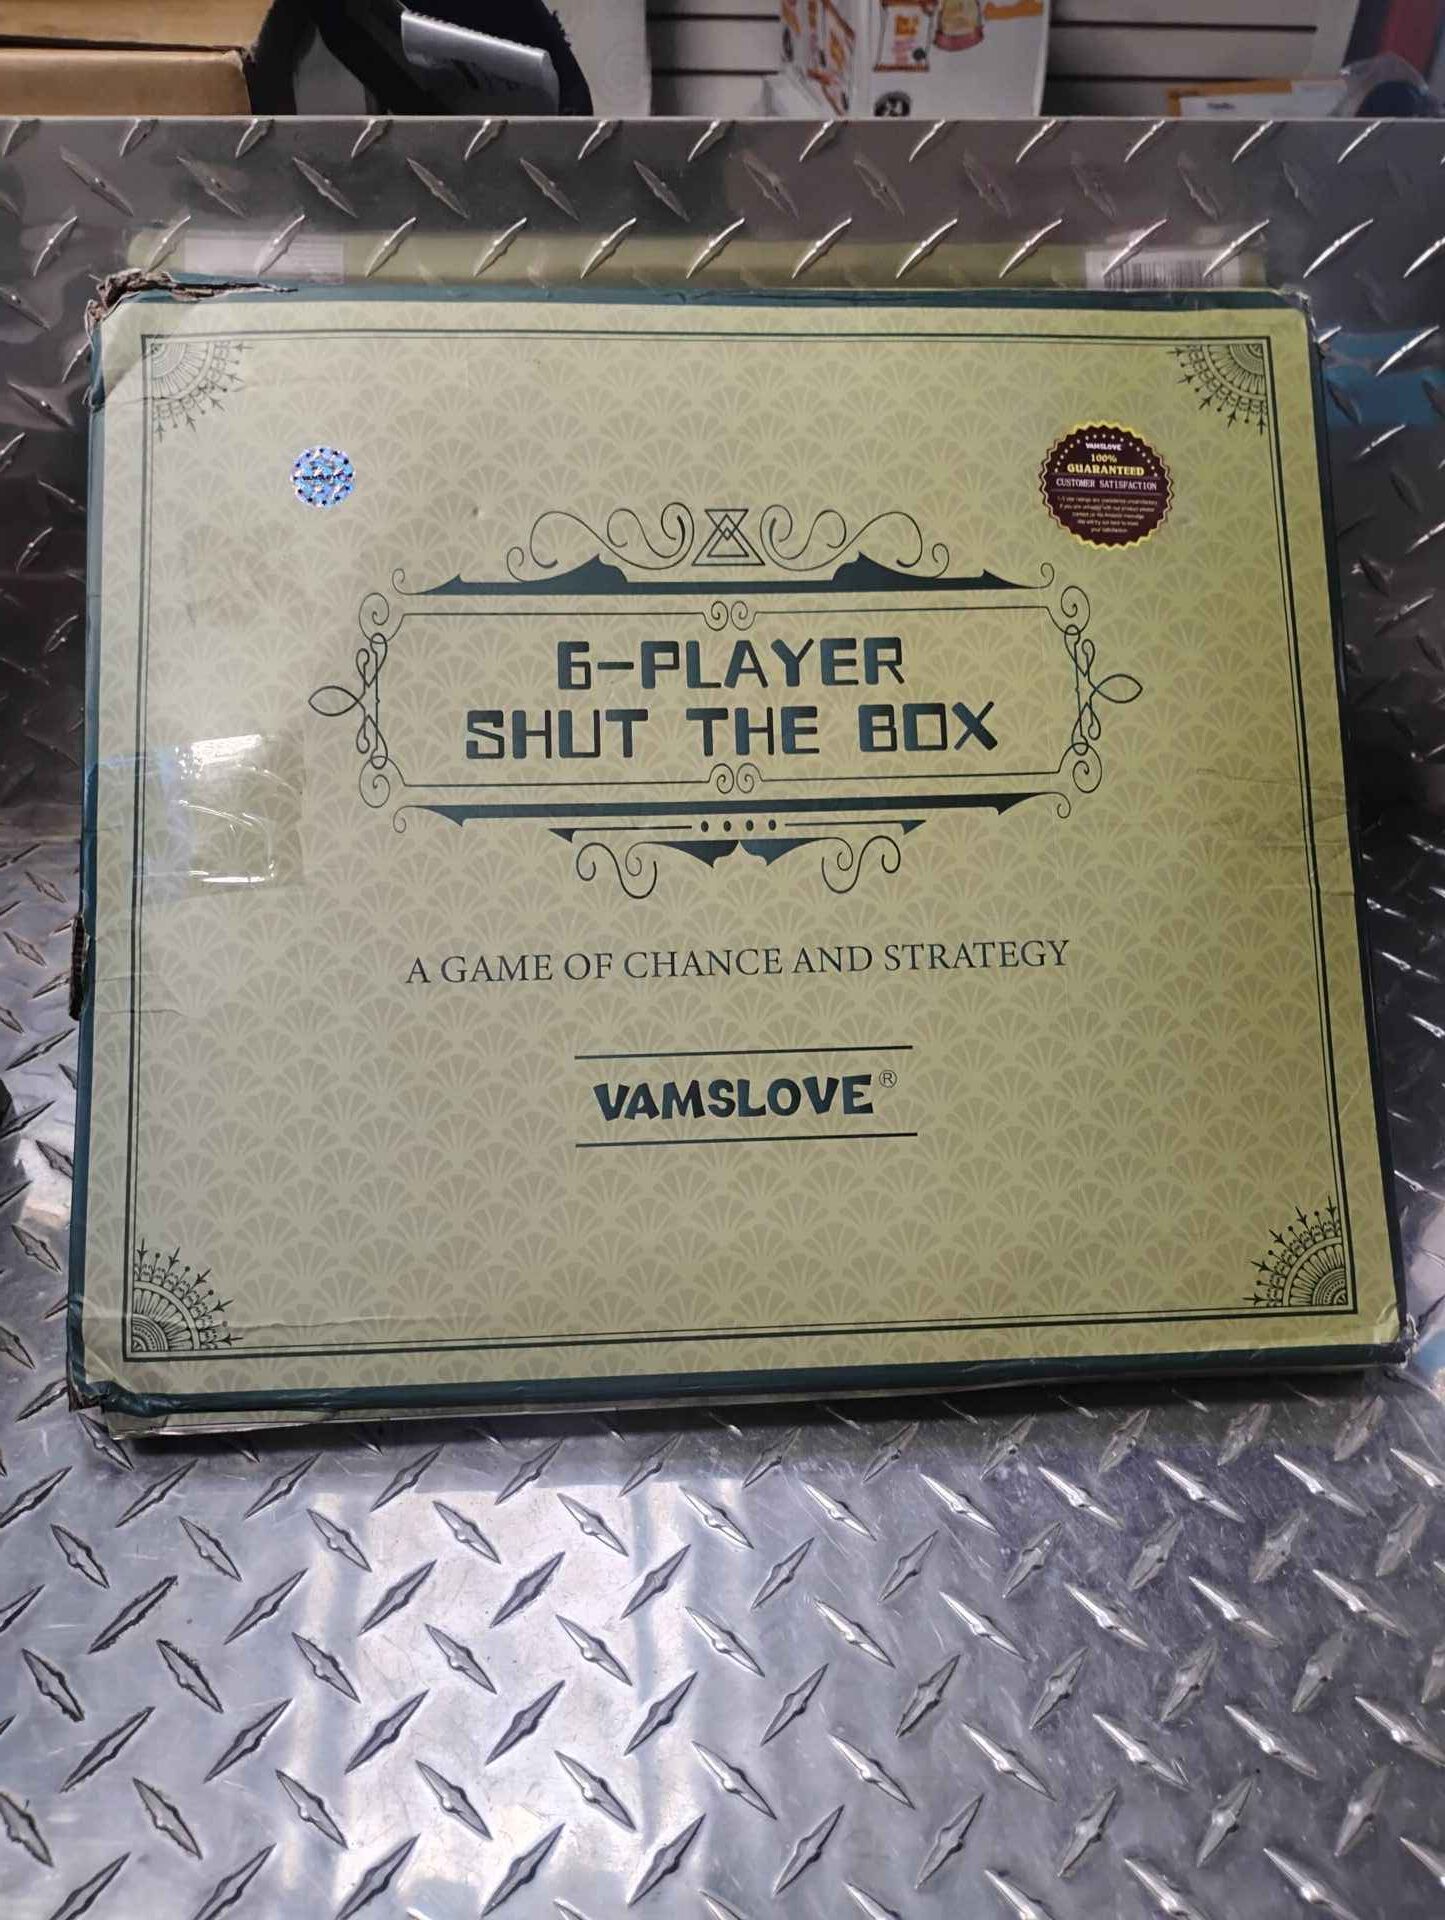 VAMSLOVE
100%
GUARANTEED
CUSTOMER SATISFACTION
6-PLAYER
SHUT THE BOX
A GAME OF CHANCE AND STRATEGY
VAMSLOVE®